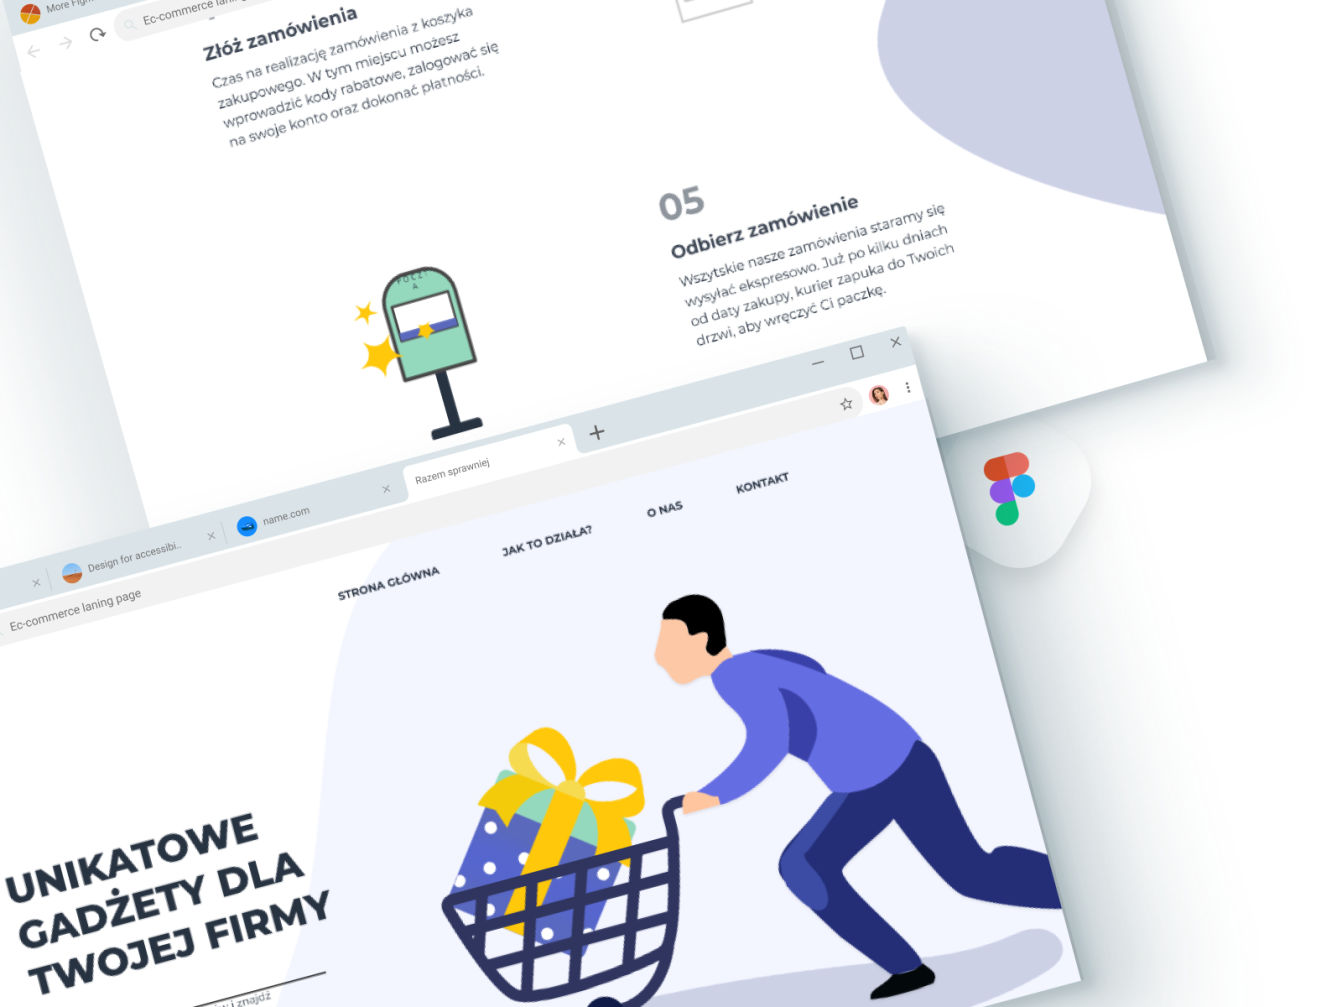 More Figm
Ec-commerce laning
Złóż zamówienia
Czas na realizację zamówienia z koszyka
zakupowego. W tym miejscu możesz
wprowadzić kody rabatowe, zalogować się
na swoje konto oraz dokonać płatności.
05
Odbierz zamówienie
Wszytskie nasze zamówienia staramy się
wysyłać ekspresowo. Już po kilku dniach
od daty zakupy, kurier zapuka do Twoich
drzwi, aby wręczyć Ci paczkę.
Design for accessibi..
name.com
Razem sprawniej
Ec-commerce laning page
STRONA GŁÓWNA
JAK TO DZIAŁA?
O NAS
KONTAKT
UNIKATOWE
GADŻETY DLA
TWOJEJ FIRMY
i znajdź